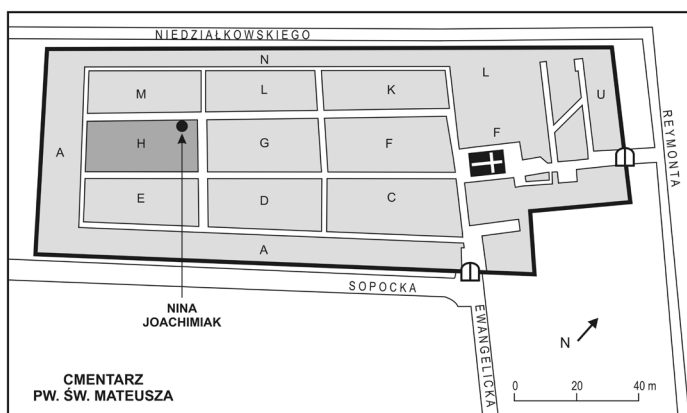 NIEDZIAŁKOWSKIEGO
N
M
L
K
L
U
A
H
G
F
F
E
D
C
A
REYMONTA
SOPOCKA
EWANGELICKA
NINA
JOACHIMIAK
N
CMENTARZ
PW. ŚW. MATEUSZA
0 20 40 m